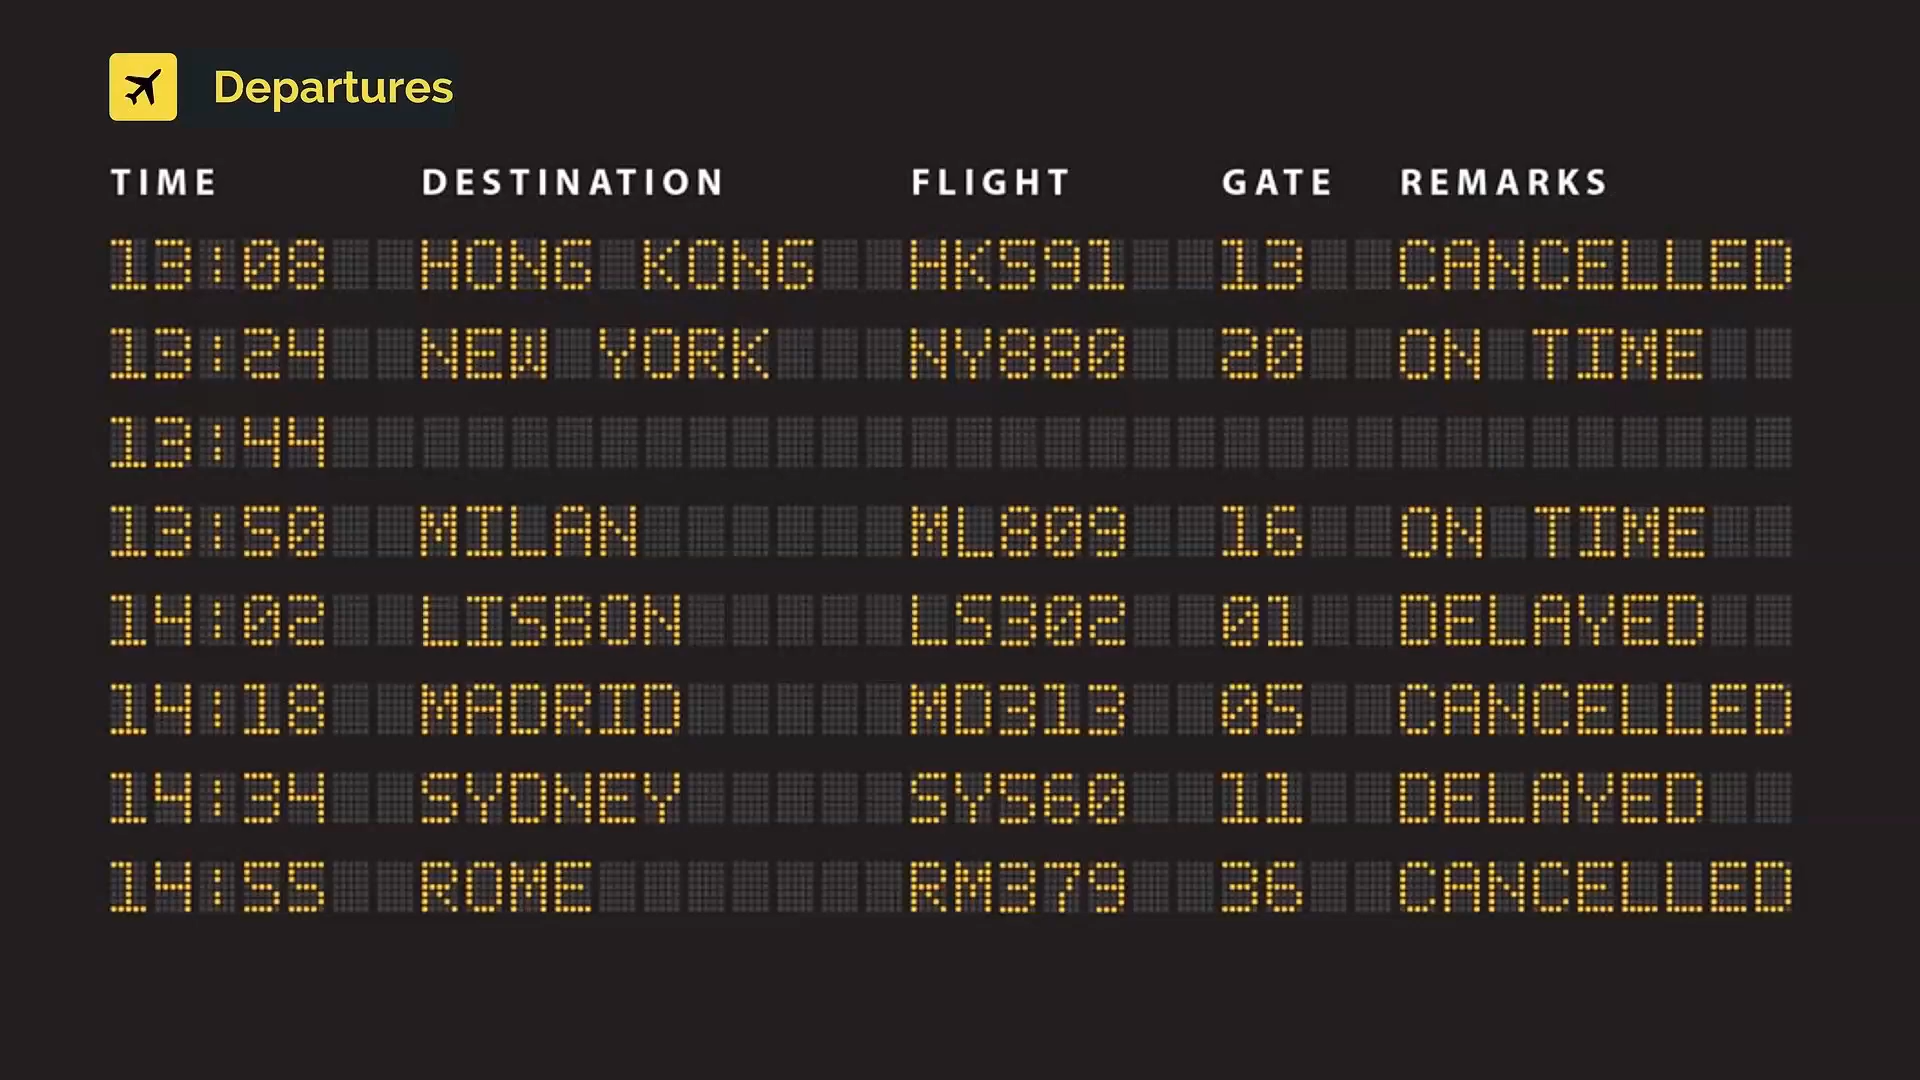 Departures
TIME DESTINATION FLIGHT GATE REMARKS
13:08 HONG KONG HK591 13 CANCELLED
13:24 NEW YORK NY880 20 ON TIME
13:44
13:50 MILAN ML809 16 ON TIME
14:02 LISBON LS302 01 DELAYED
14:18 MADRID MD313 05 CANCELLED
14:34 SYDNEY SY560 11 DELAYED
14:55 ROME RM379 36 CANCELLED